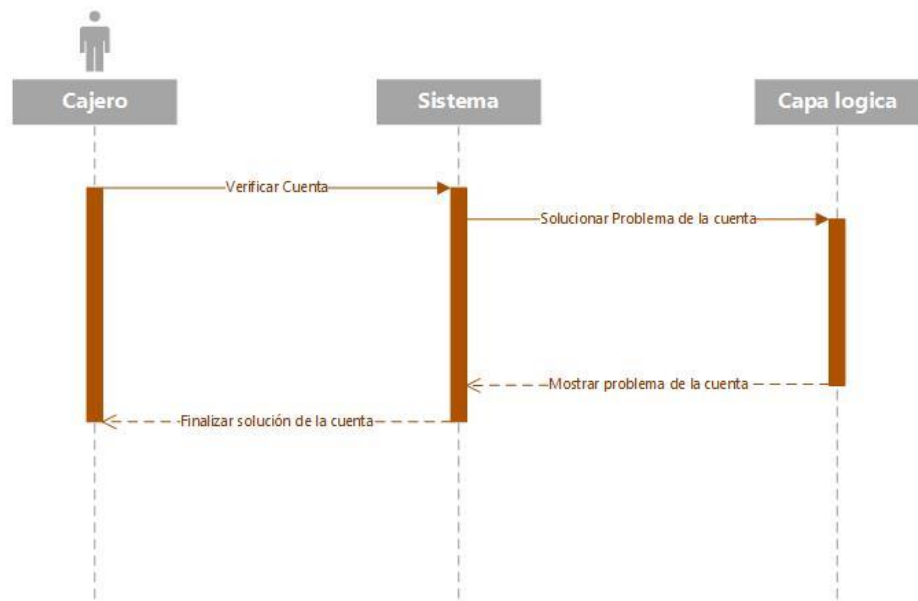 Cajero
Sistema
Capa logica
Verificar Cuenta
Solucionar Problema de la cuenta
Mostrar problema de la cuenta
Finalizar solución de la cuenta